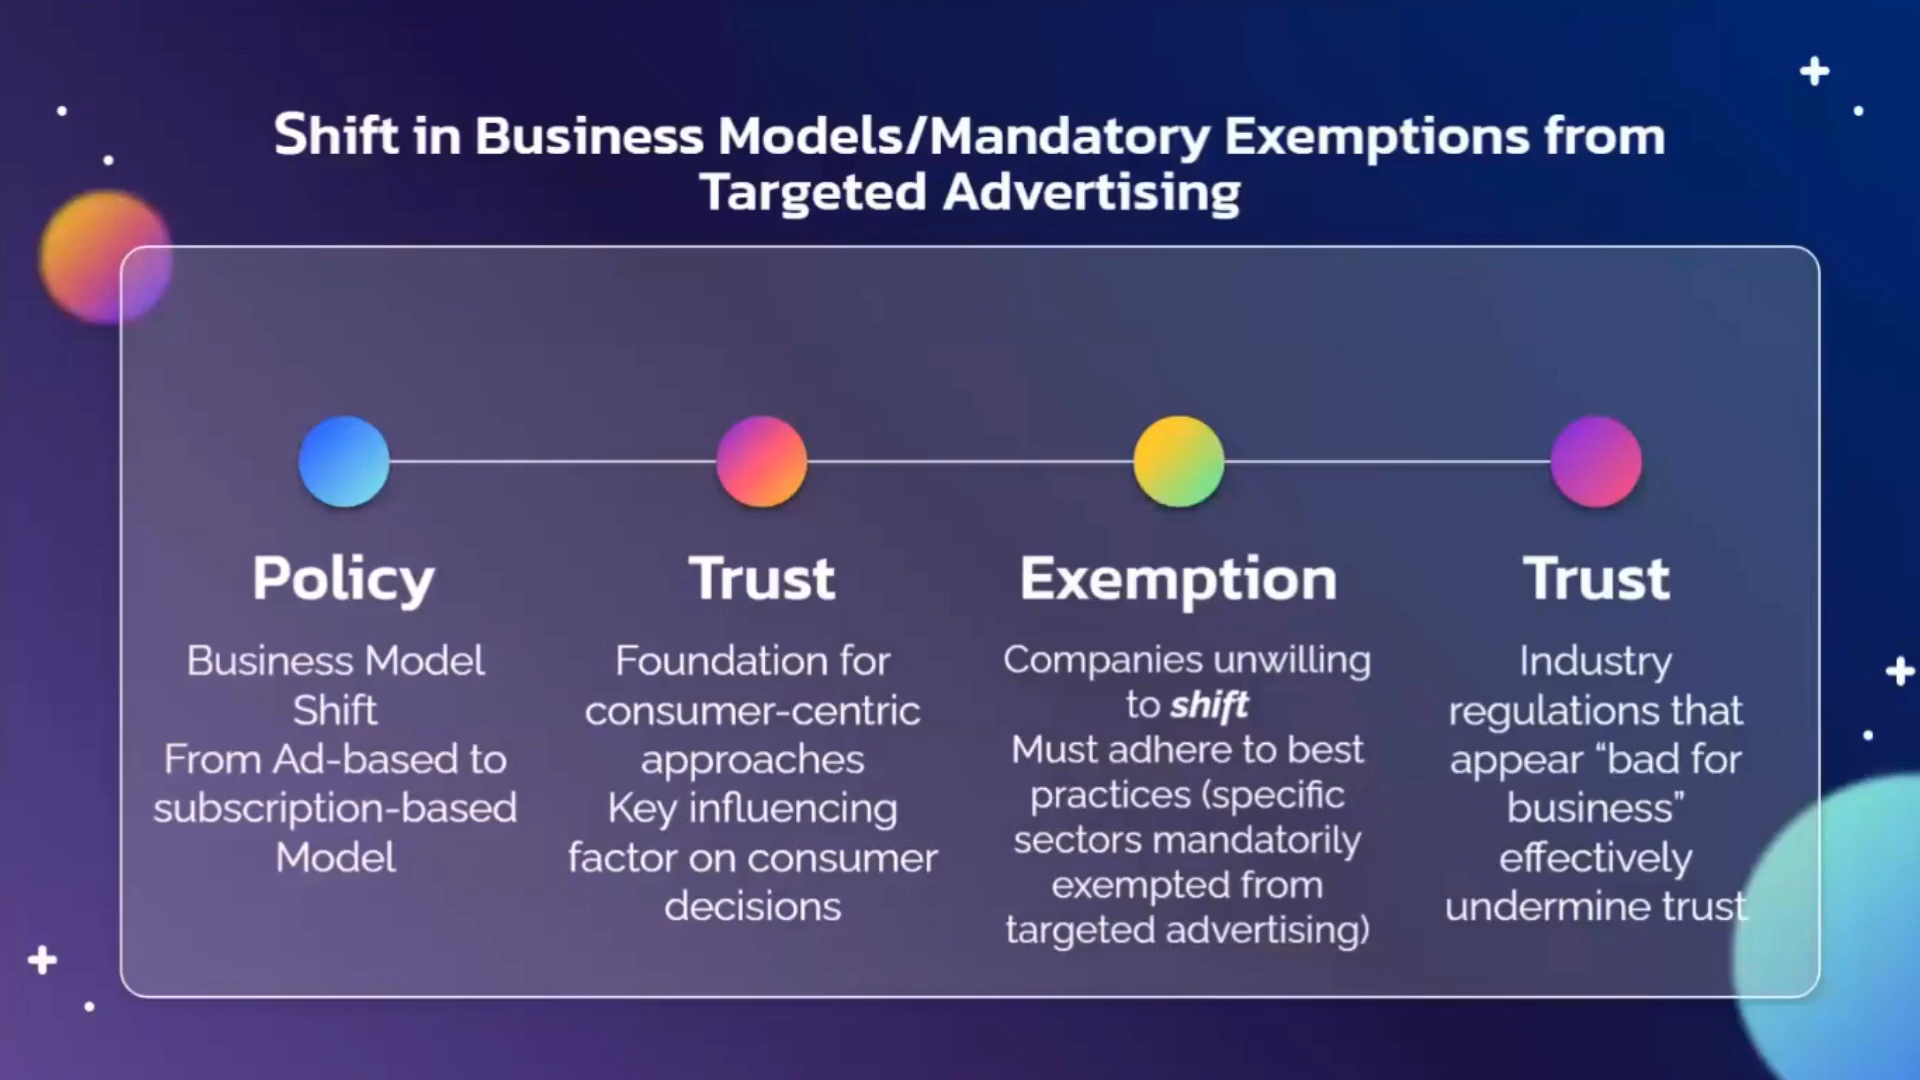 Shift in Business Models/Mandatory Exemptions from
Targeted Advertising
Policy
Business Model
Shift
From Ad-based to
subscription-based
Model
Trust
Foundation for
consumer-centric
approaches
Key influencing
factor on consumer
decisions
Exemption
Companies unwilling
to shift
Must adhere to best
practices (specific
sectors mandatorily
exempted from
targeted advertising)
Trust
Industry
regulations that
appear “bad for
business”
effectively
undermine trust